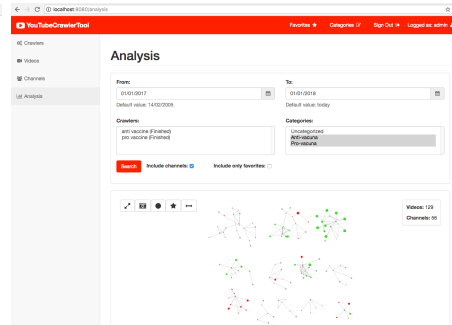 localhost:8080/analysis
YouTubeCrawlerTool
Favorites
Categories
Sign Out
Logged as: admin
Crawlers
Videos
Channels
Analysis
Analysis
From:
To:
01/01/2017
01/01/2018
Default value: 14/02/2005
Default value: today
Crawlers:
Categories:
anti vaccine (Finished)
pro vaccine (Finished)
Uncategorized
Anti-vacuna
Pro-vacuna
Search
Include channels:
Include only favorites:
Videos: 129
Channels: 56